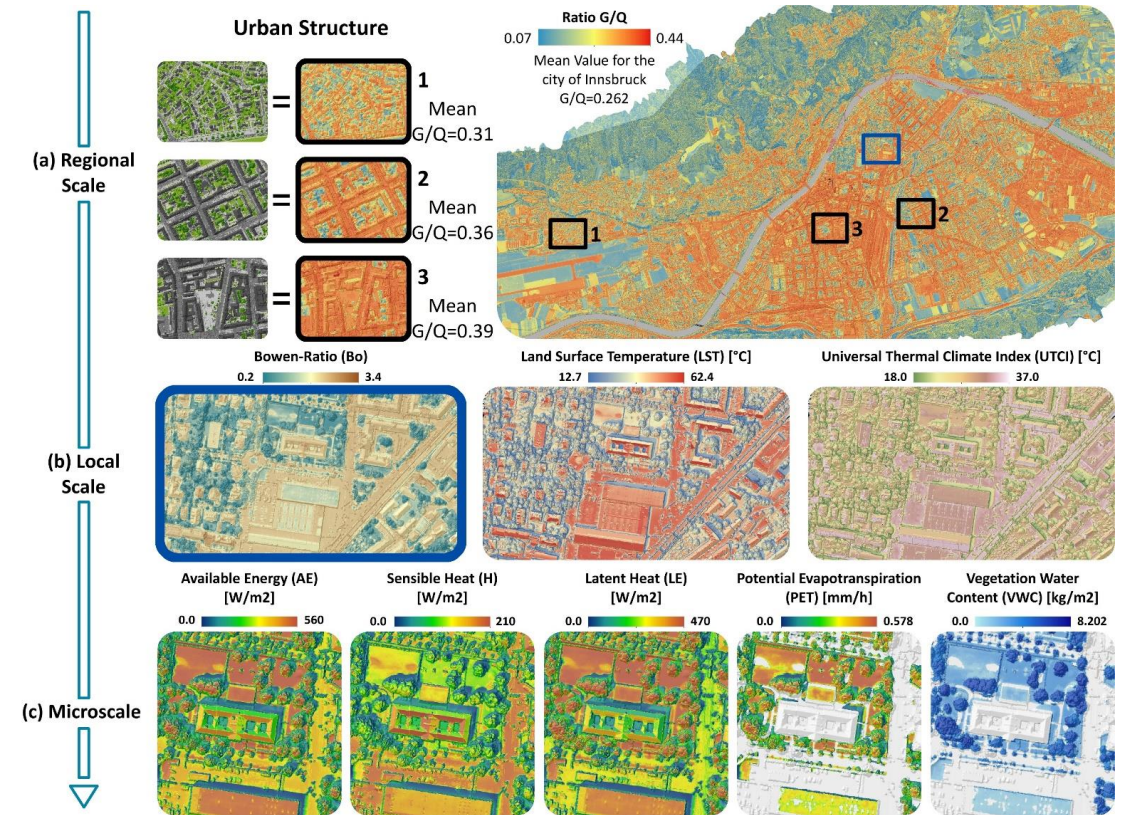 Urban Structure
Ratio G/Q
0.07
0.44
Mean Value for the
city of Innsbruck
G/Q=0.262
=
1
Mean
G/Q=0.31
=
2
Mean
G/Q=0.36
=
3
Mean
G/Q=0.39
1
2
3
(a) Regional
Scale
Bowen-Ratio (Bo)
0.2
3.4
Land Surface Temperature (LST) [°C]
12.7
62.4
Universal Thermal Climate Index (UTCI) [°C]
18.0
37.0
(b) Local
Scale
Available Energy (AE)
[W/m2]
0.0
560
Sensible Heat (H)
[W/m2]
0.0
210
Latent Heat (LE)
[W/m2]
0.0
470
Potential Evapotranspiration
(PET) [mm/h]
0.0
0.578
Vegetation Water
Content (VWC) [kg/m2]
0.0
8.202
(c) Microscale